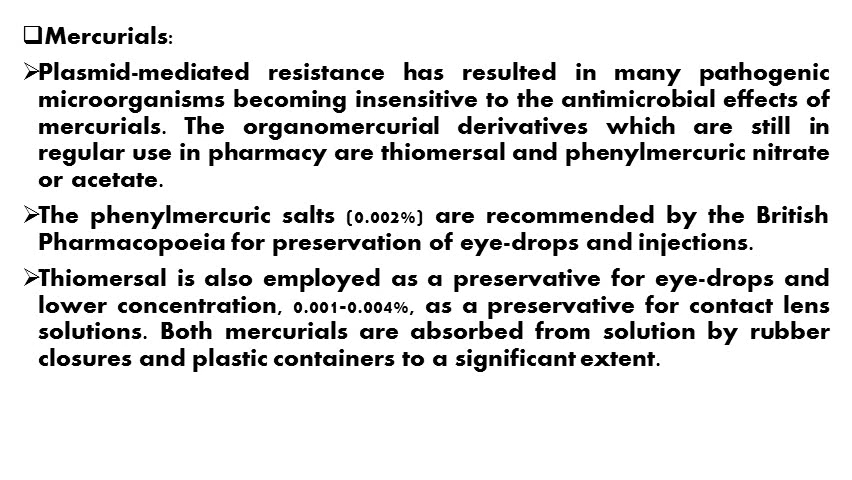 ❑Mercurials:
➢Plasmid-mediated resistance has resulted in many pathogenic
microorganisms becoming insensitive to the antimicrobial effects of
mercurials. The organomercurial derivatives which are still in
regular use in pharmacy are thiomersal and phenylmercuric nitrate
or acetate.
➢The phenylmercuric salts (0.002%) are recommended by the British
Pharmacopoeia for preservation of eye-drops and injections.
➢Thiomersal is also employed as a preservative for eye-drops and
lower concentration, 0.001-0.004%, as a preservative for contact lens
solutions. Both mercurials are absorbed from solution by rubber
closures and plastic containers to a significant extent.